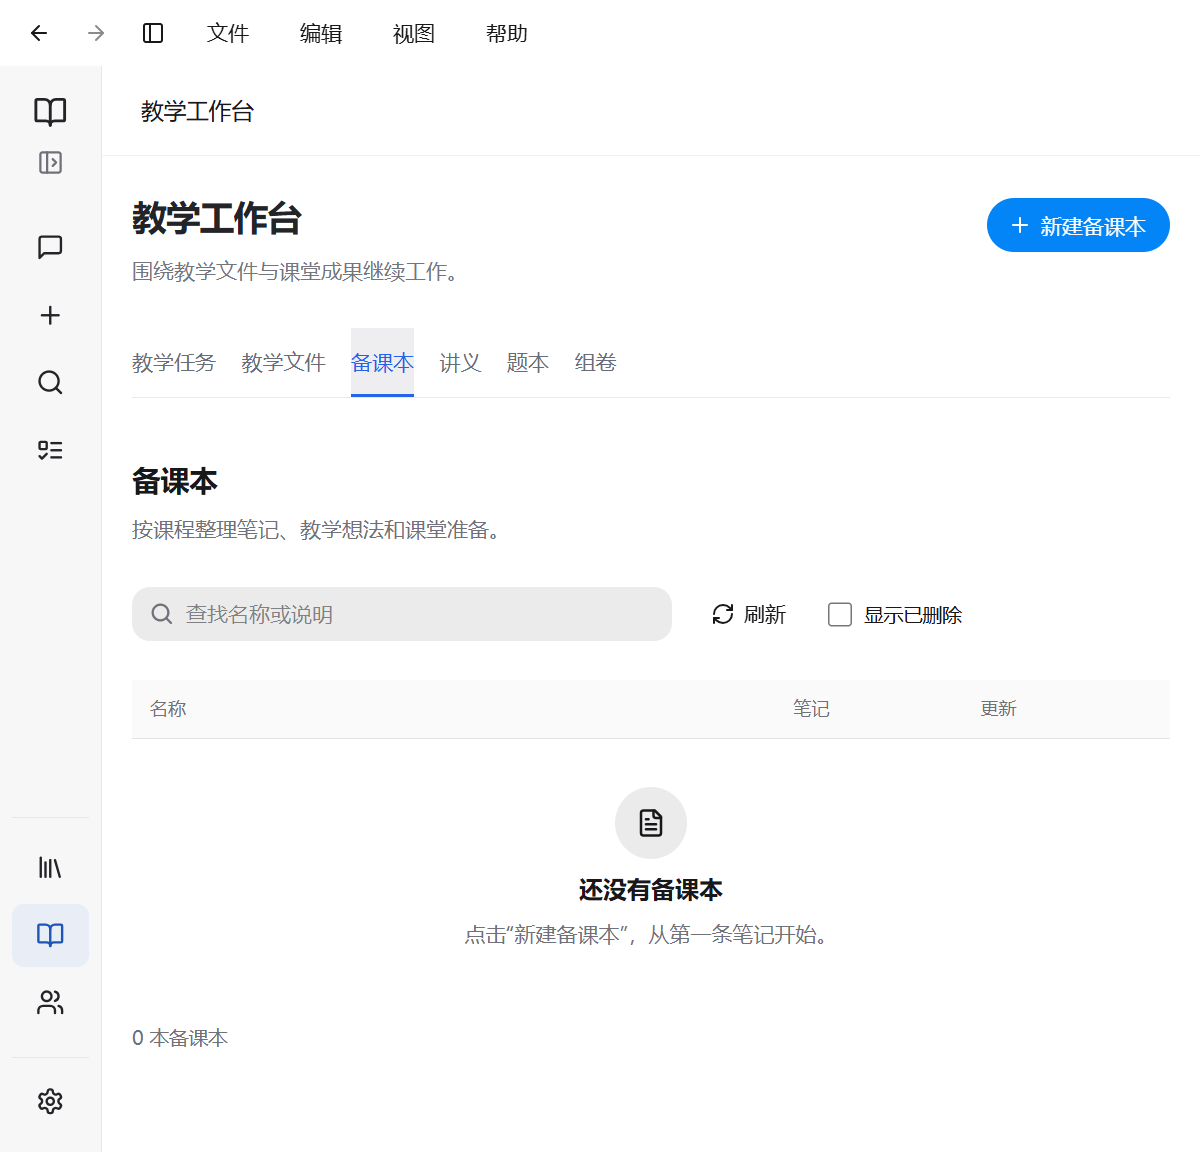 文件 编辑 视图 帮助
教学工作台
教学工作台
新建备课本
围绕教学文件与课堂成果继续工作。
教学任务 教学文件 备课本 讲义 题本 组卷
备课本
按课程整理笔记、教学想法和课堂准备。
查找名称或说明 刷新 显示已删除
名称 笔记 更新
还没有备课本
点击“新建备课本”，从第一条笔记开始。
0 本备课本